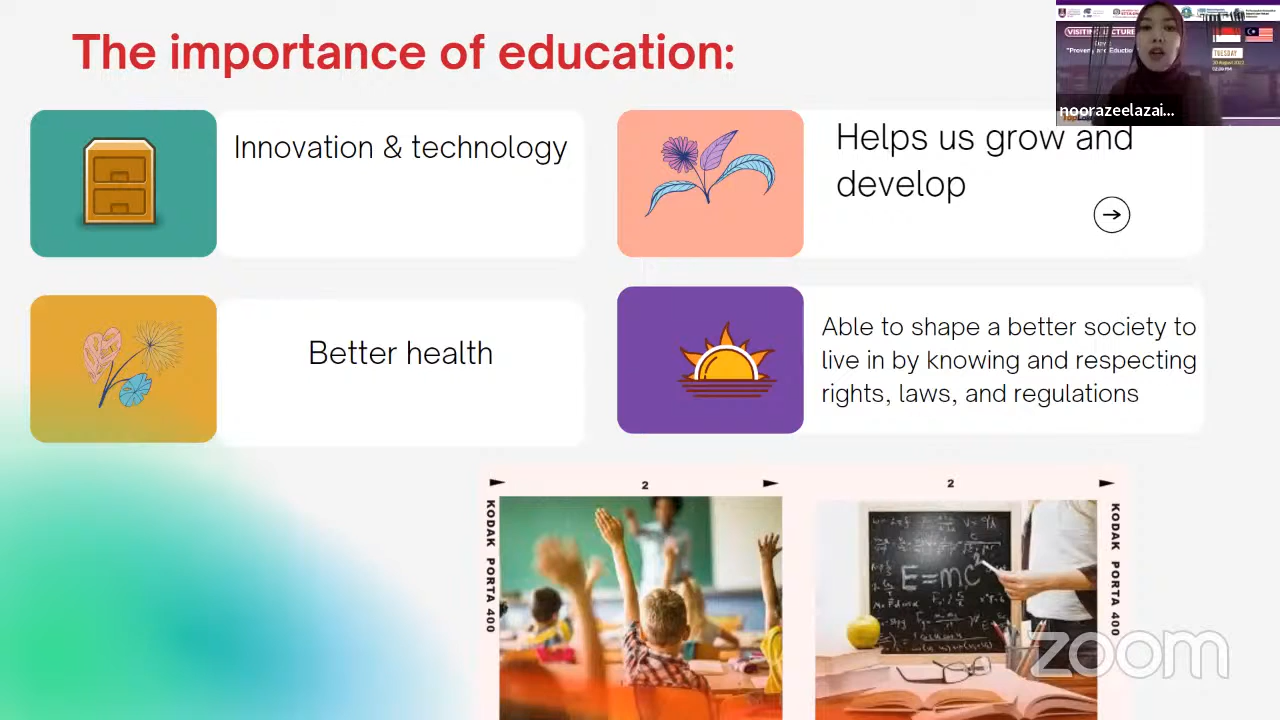 The importance of education:
Innovation & technology
Helps us grow and
develop
Better health
Able to shape a better society to
live in by knowing and respecting
rights, laws, and regulations
2
2
KODAK PORTA 400
KODAK PORTA 400
E=mc²
zoom
VISITING LECTURE
TUESDAY
noorazeelazai...